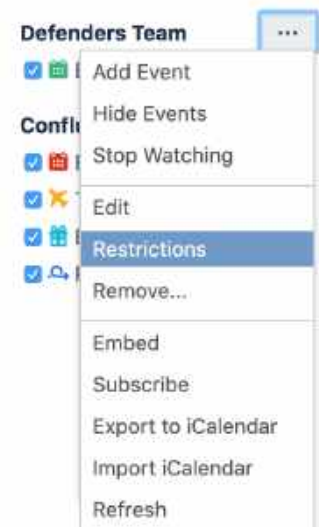 Defenders Team
...
Add Event
Hide Events
Stop Watching
Edit
Restrictions
Remove...
Embed
Subscribe
Export to iCalendar
Import iCalendar
Refresh